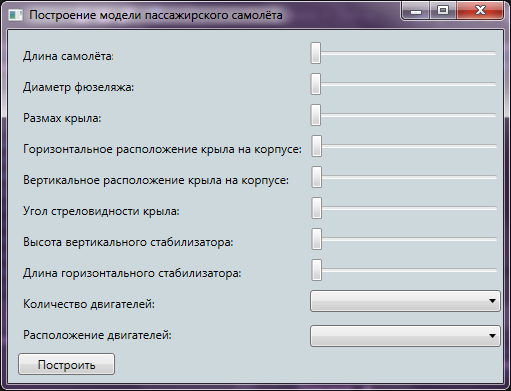 Построение модели пассажирского самолёта
Длина самолёта:
Диаметр фюзеляжа:
Размах крыла:
Горизонтальное расположение крыла на корпусе:
Вертикальное расположение крыла на корпусе:
Угол стреловидности крыла:
Высота вертикального стабилизатора:
Длина горизонтального стабилизатора:
Количество двигателей:
Расположение двигателей:
Построить